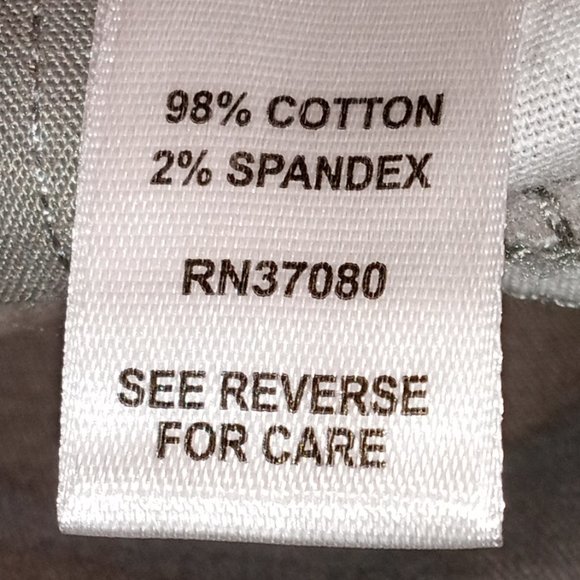 98% COTTON
2% SPANDEX
RN37080
SEE REVERSE
FOR CARE